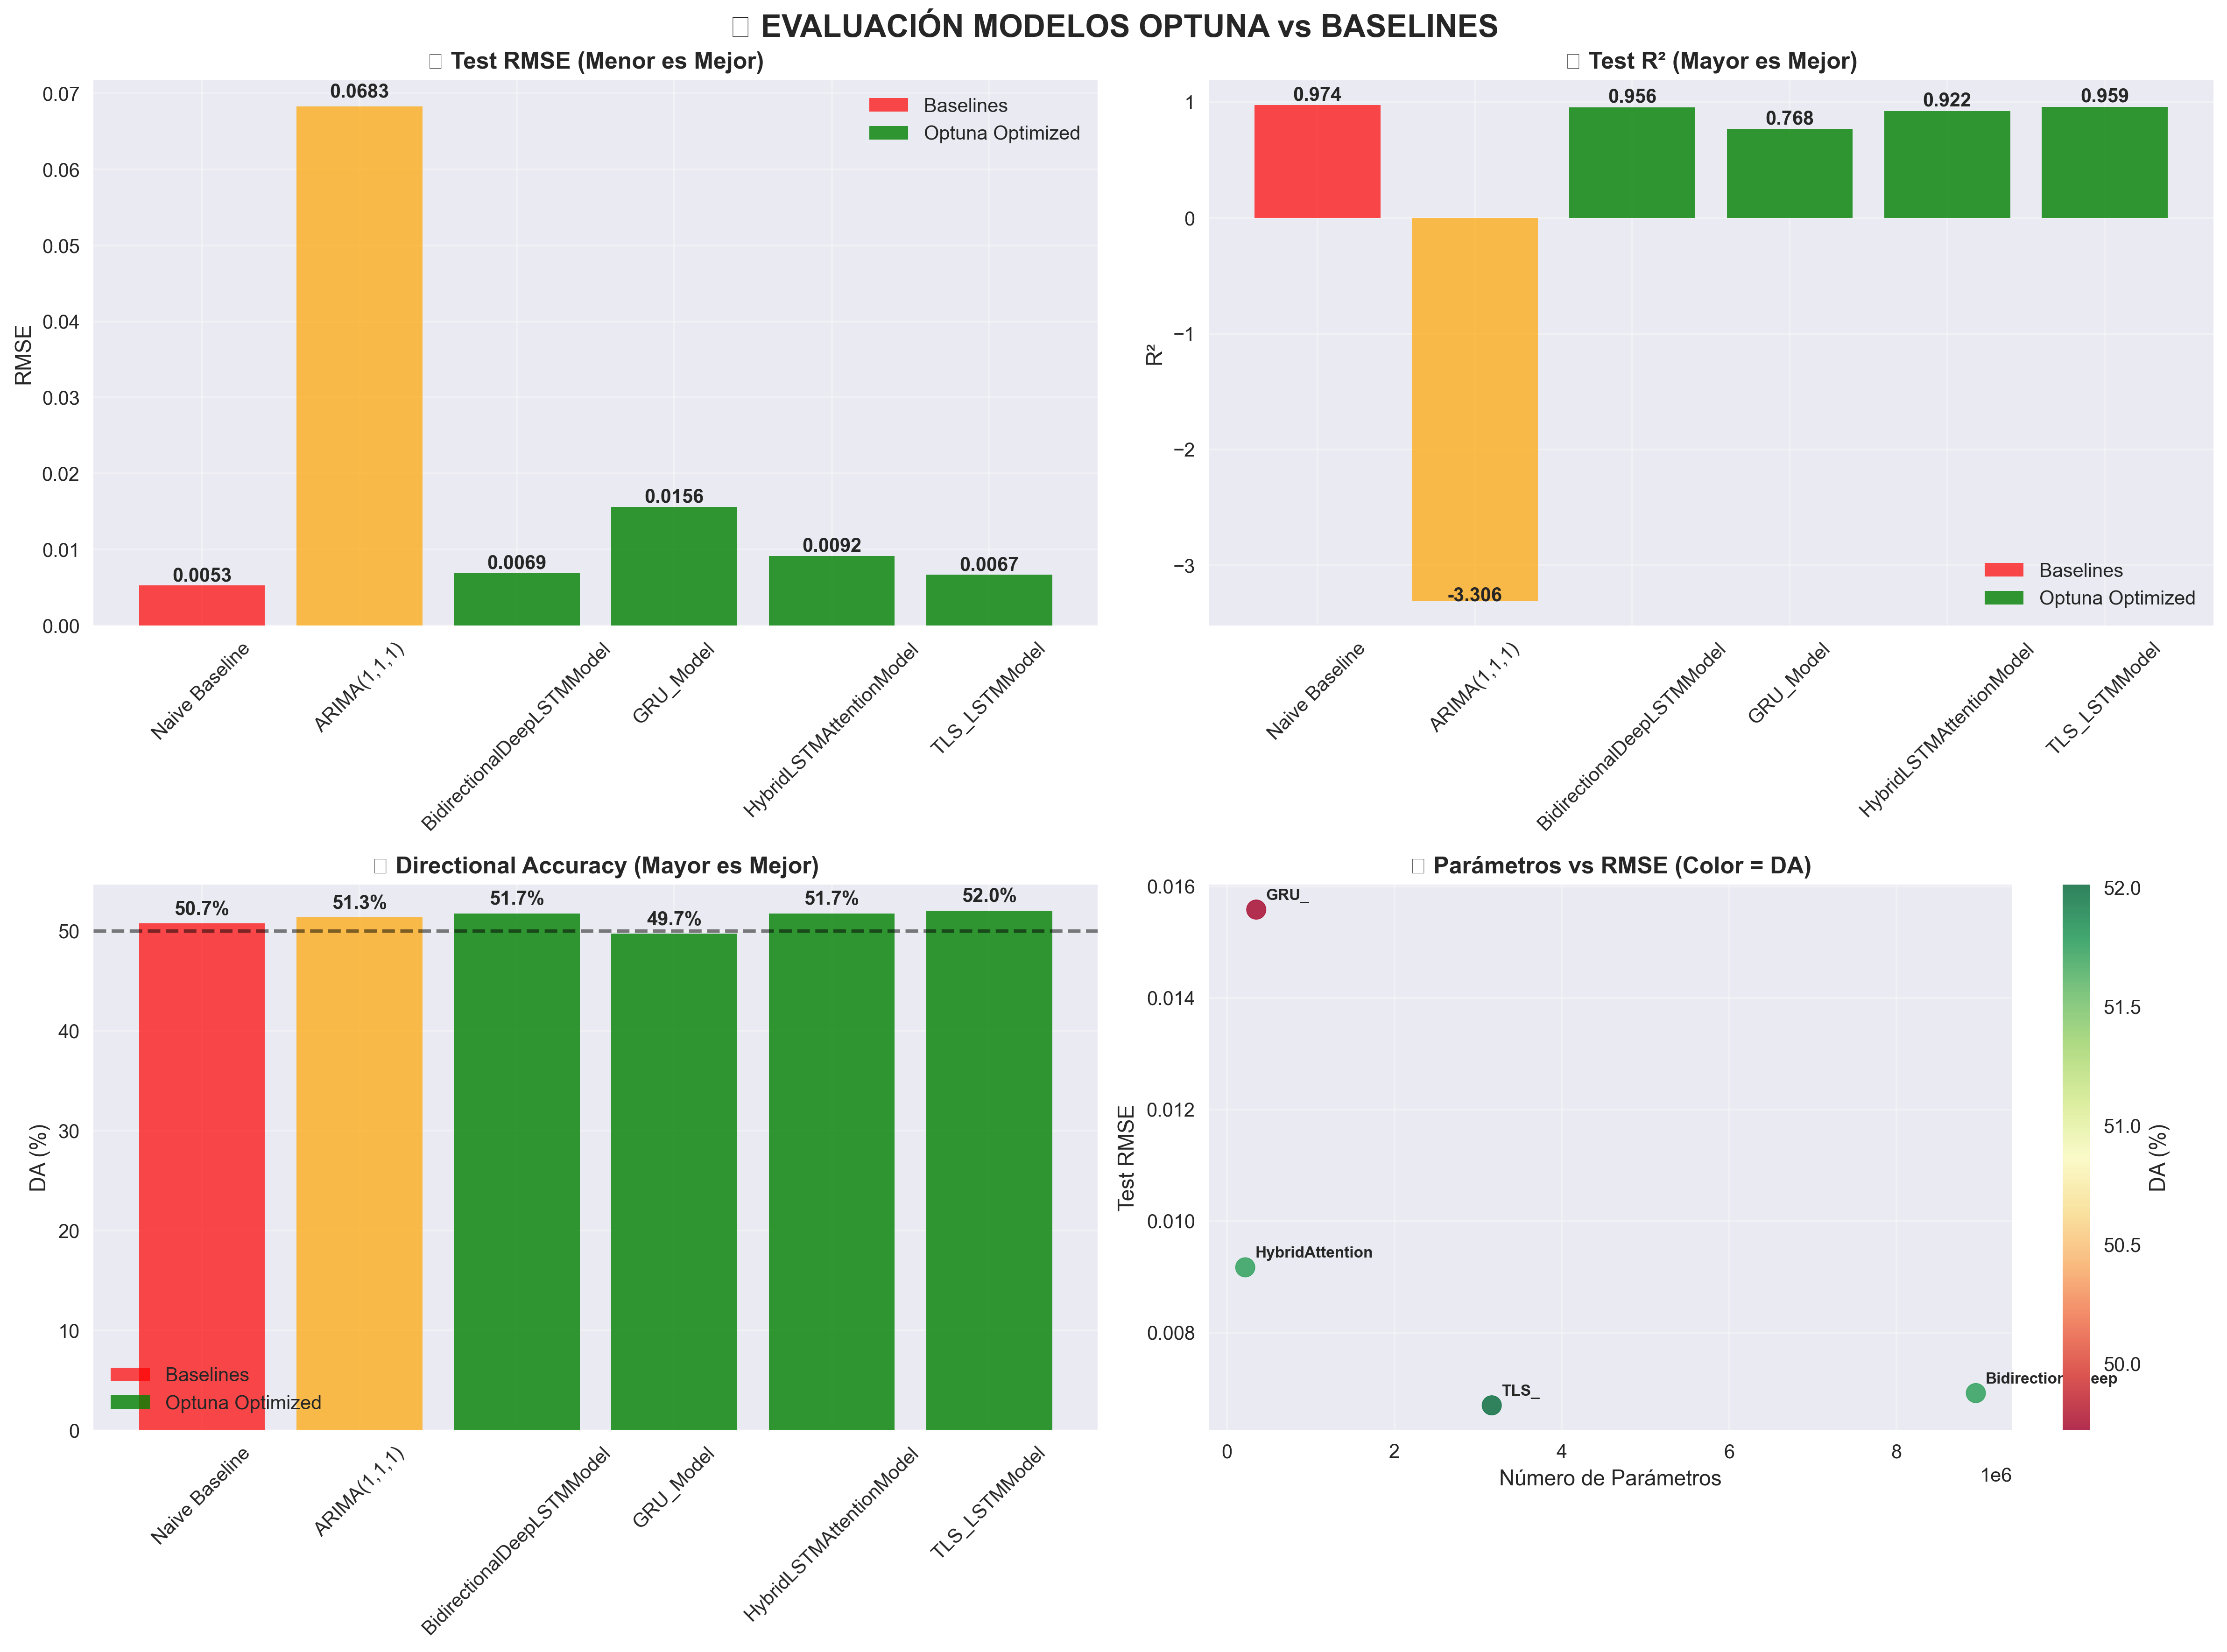 EVALUACIÓN MODELOS OPTUNA vs BASELINES
Test RMSE (Menor es Mejor)
0.07
0.06
0.05
0.04
0.03
0.02
0.01
0.00
RMSE
0.0053
0.0683
0.0069
0.0156
0.0092
0.0067
Baselines
Optuna Optimized
Naive Baseline
ARIMA(1,1,1)
BidirectionalDeepLSTMModel
GRU_Model
HybridLSTMAttentionModel
TLS_LSTMModel
Test R² (Mayor es Mejor)
1
0
−1
−2
−3
R²
0.974
-3.306
0.956
0.768
0.922
0.959
Baselines
Optuna Optimized
Naive Baseline
ARIMA(1,1,1)
BidirectionalDeepLSTMModel
GRU_Model
HybridLSTMAttentionModel
TLS_LSTMModel
Directional Accuracy (Mayor es Mejor)
50
40
30
20
10
0
DA (%)
50.7%
51.3%
51.7%
49.7%
51.7%
52.0%
Baselines
Optuna Optimized
Naive Baseline
ARIMA(1,1,1)
BidirectionalDeepLSTMModel
GRU_Model
HybridLSTMAttentionModel
TLS_LSTMModel
Parámetros vs RMSE (Color = DA)
0.016
0.014
0.012
0.010
0.008
Test RMSE
GRU_
HybridAttention
TLS_
BidirectionalDeep
0
2
4
6
8
1e6
Número de Parámetros
52.0
51.5
51.0
50.5
50.0
DA (%)